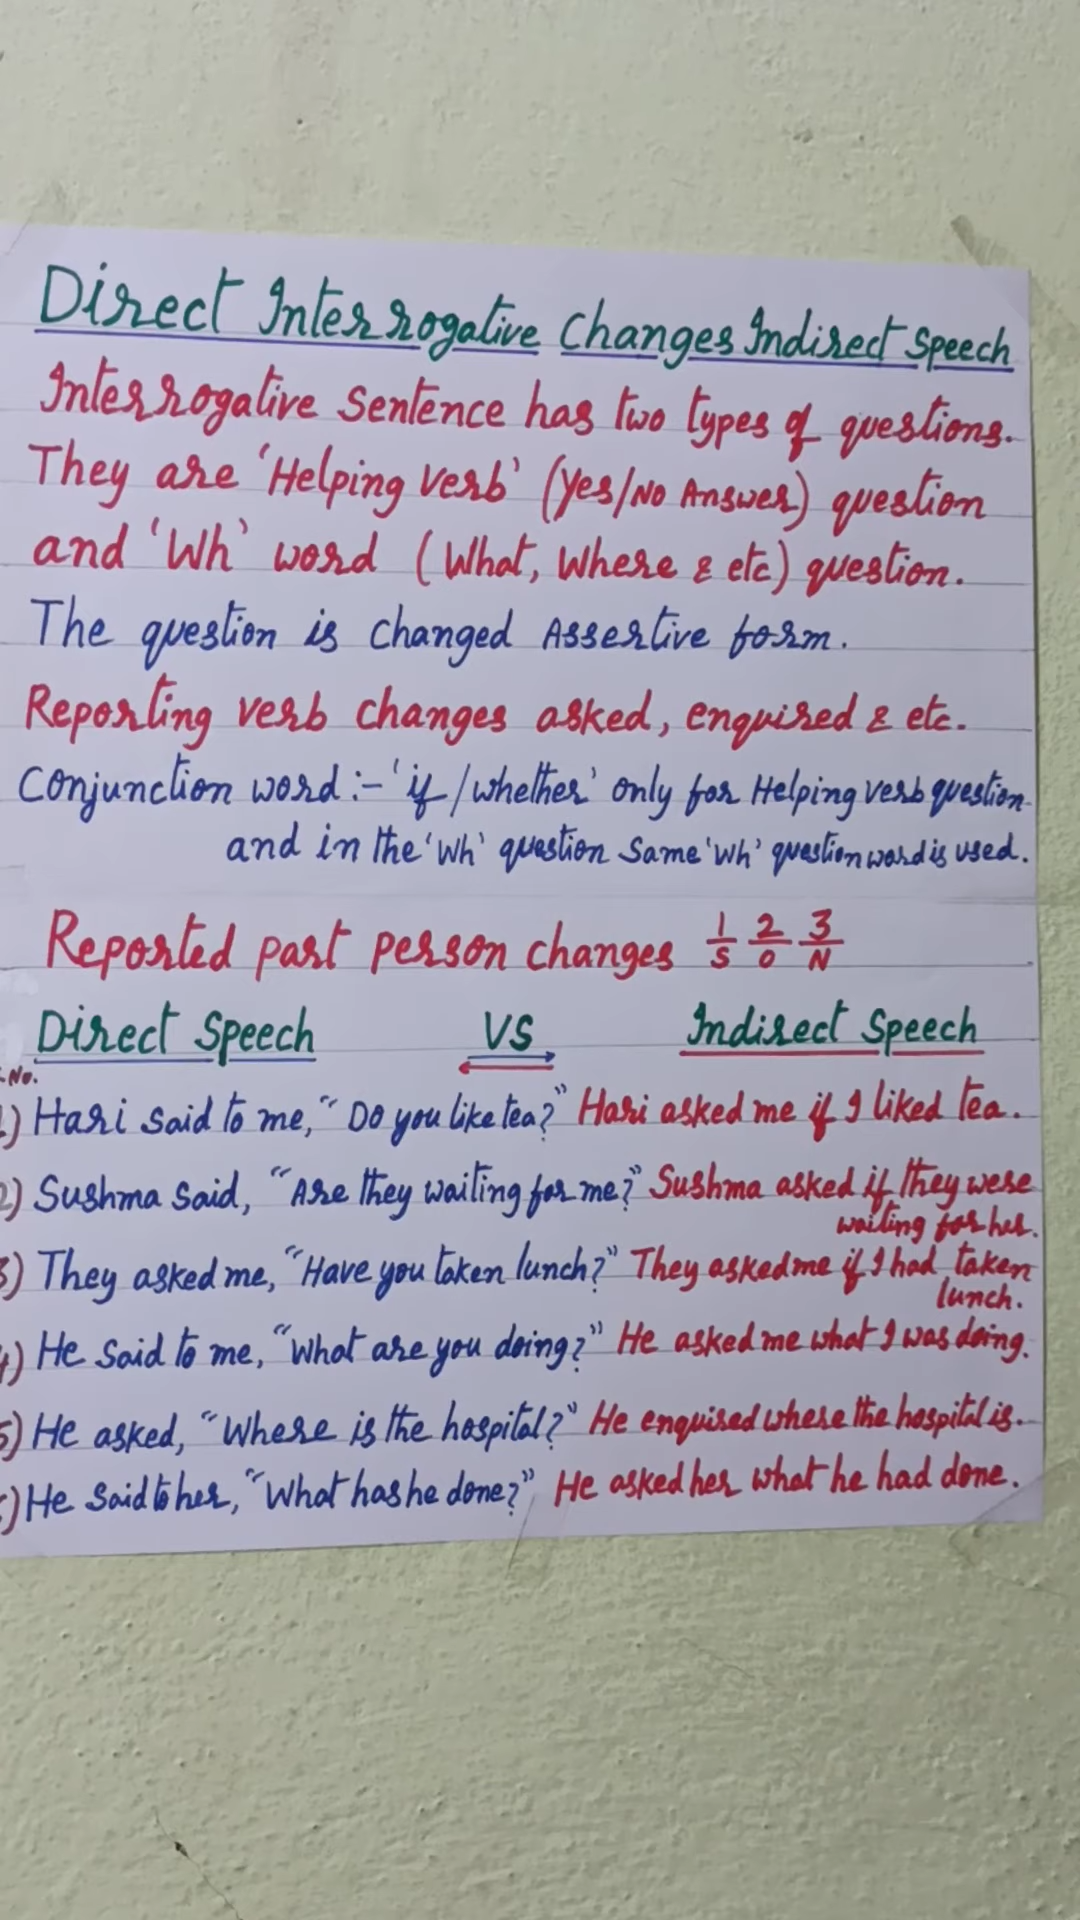 Direct Interrogative Changes Indirect Speech
Interrogative Sentence has two types of questions.
They are 'Helping verb' (Yes/No Answer) question
and 'Wh' word (What, Where & etc) question.
The question is changed Assertive form.
Reporting verb changes asked, enquired & etc.
Conjunction word :- 'if/whether' only for Helping verb question
and in the 'Wh' question Same 'Wh' question word is used.
Reported part person changes 1/S 2/O 3/N
Direct Speech VS Indirect Speech
.No.
1) Hari Said to me, "Do you like tea?" Hari asked me if I liked tea.
2) Sushma Said, "Are they waiting for me?" Sushma asked if they were
waiting for her.
3) They asked me, "Have you taken lunch?" They asked me if I had taken
lunch.
4) He Said to me, "What are you doing?" He asked me what I was doing.
5) He asked, "Where is the hospital?" He enquired where the hospital is.
) He Said to her, "What has he done?" He asked her what he had done.